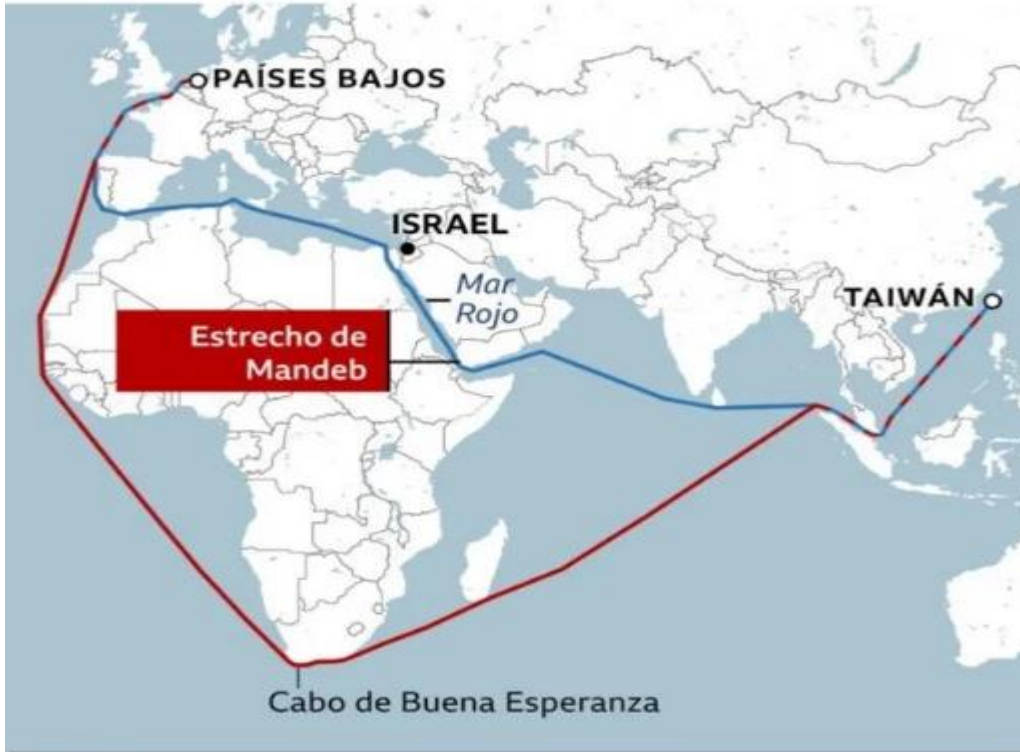 PAÍSES BAJOS
ISRAEL
Mar
Rojo
TAIWÁN
Estrecho de
Mandeb
Cabo de Buena Esperanza